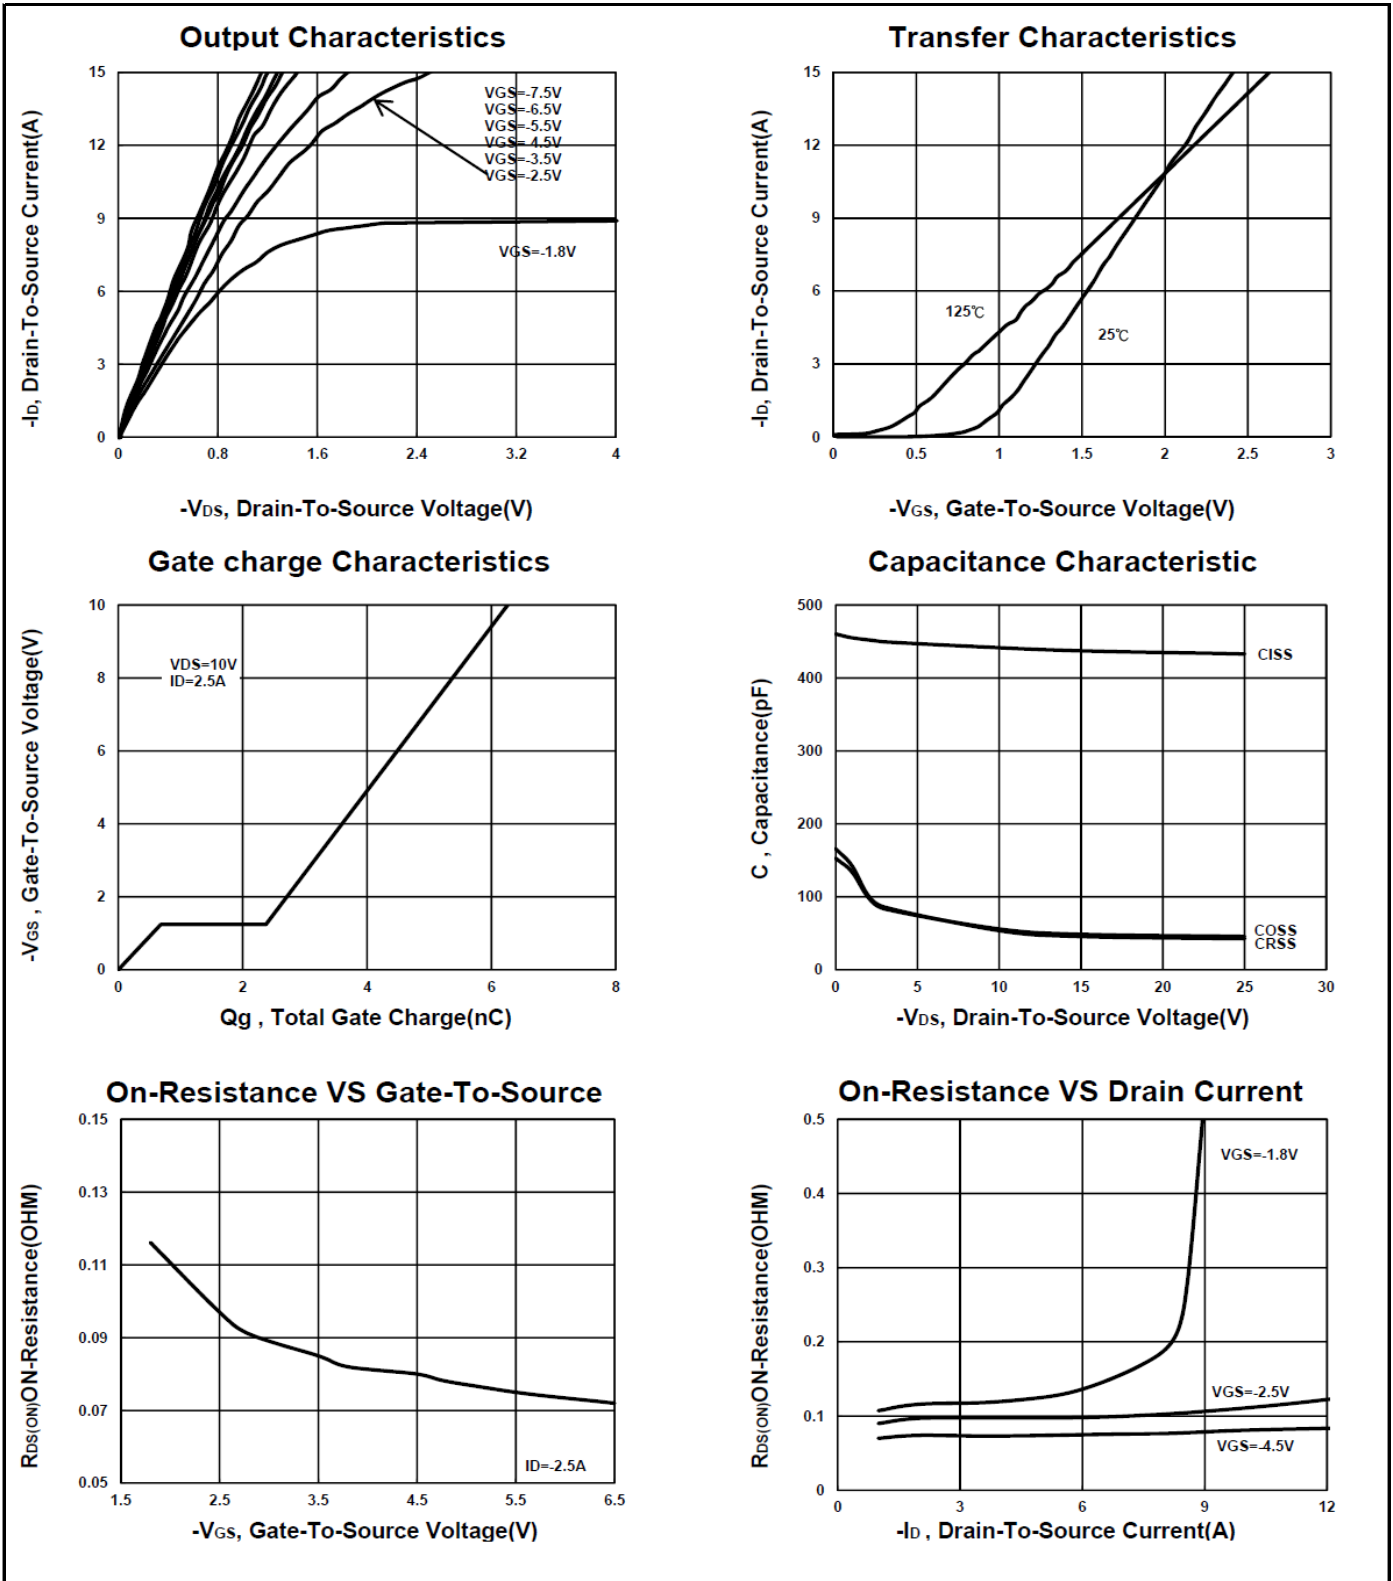 Output Characteristics
-ID, Drain-To-Source Current(A)
15
12
9
6
3
0
0 0.8 1.6 2.4 3.2 4
VGS=-7.5V
VGS=-6.5V
VGS=-5.5V
VGS=-4.5V
VGS=-3.5V
VGS=-2.5V
VGS=-1.8V
-VDS, Drain-To-Source Voltage(V)
Transfer Characteristics
-ID, Drain-To-Source Current(A)
15
12
9
6
3
0
0 0.5 1 1.5 2 2.5 3
125℃
25℃
-VGS, Gate-To-Source Voltage(V)
Gate charge Characteristics
-VGS , Gate-To-Source Voltage(V)
10
8
6
4
2
0
0 2 4 6 8
VDS=10V
ID=2.5A
Qg , Total Gate Charge(nC)
Capacitance Characteristic
C , Capacitance(pF)
500
400
300
200
100
0
0 5 10 15 20 25 30
CISS
COSS
CRSS
-VDS, Drain-To-Source Voltage(V)
On-Resistance VS Gate-To-Source
RDS(ON)ON-Resistance(OHM)
0.15
0.13
0.11
0.09
0.07
0.05
1.5 2.5 3.5 4.5 5.5 6.5
ID=-2.5A
-VGS, Gate-To-Source Voltage(V)
On-Resistance VS Drain Current
RDS(ON)ON-Resistance(OHM)
0.5
0.4
0.3
0.2
0.1
0
0 3 6 9 12
VGS=-1.8V
VGS=-2.5V
VGS=-4.5V
-ID , Drain-To-Source Current(A)